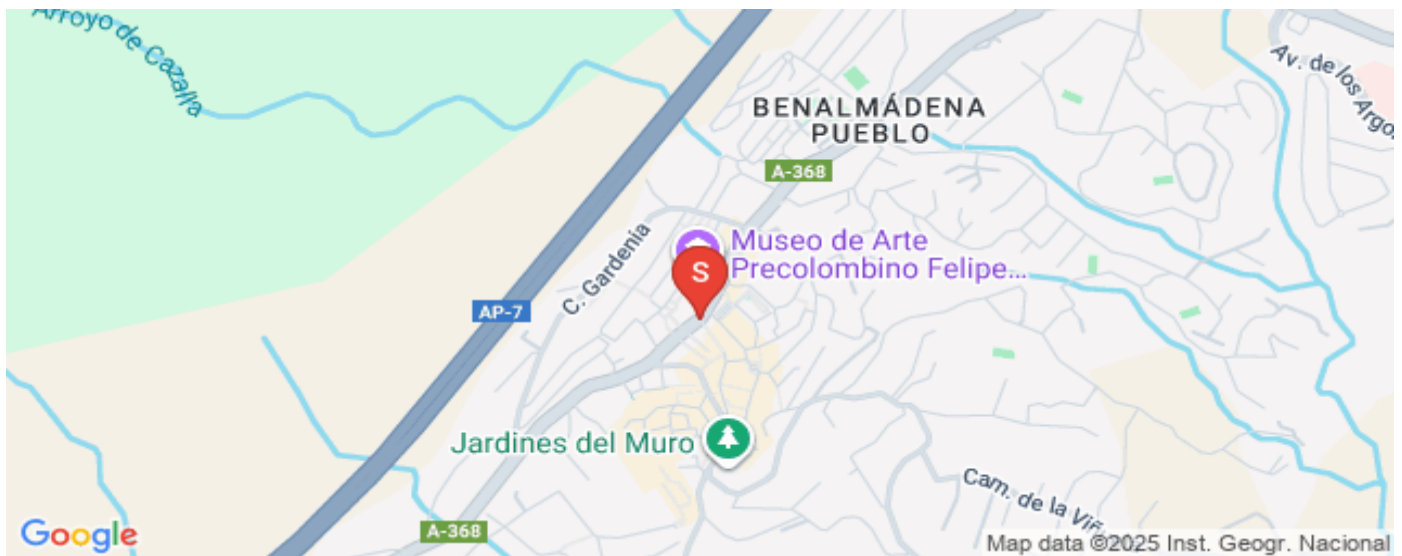 Arroyo de Cazalla
Av. de los Argo
BENALMÁDENA
PUEBLO
A-368
C. Gardenia
Museo de Arte
Precolombino Felipe...
S
AP-7
Jardines del Muro
Cam. de la Viñ
A-368
Google
Map data ©2025 Inst. Geogr. Nacional